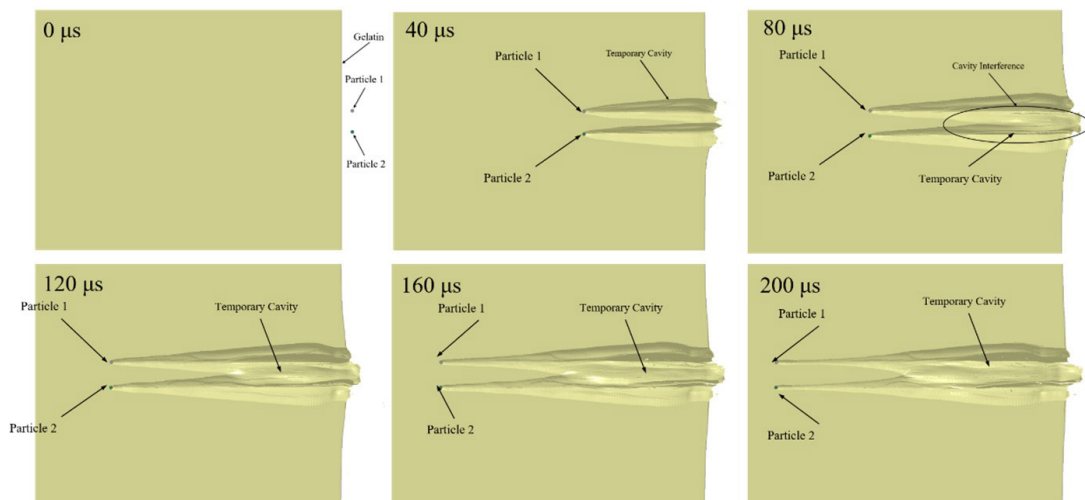 0 μs
Gelatin
Particle 1
Particle 2
40 μs
Particle 1
Temporary Cavity
Particle 2
80 μs
Particle 1
Cavity Interference
Particle 2
Temporary Cavity
120 μs
Particle 1
Temporary Cavity
Particle 2
160 μs
Particle 1
Temporary Cavity
Particle 2
200 μs
Particle 1
Temporary Cavity
Particle 2